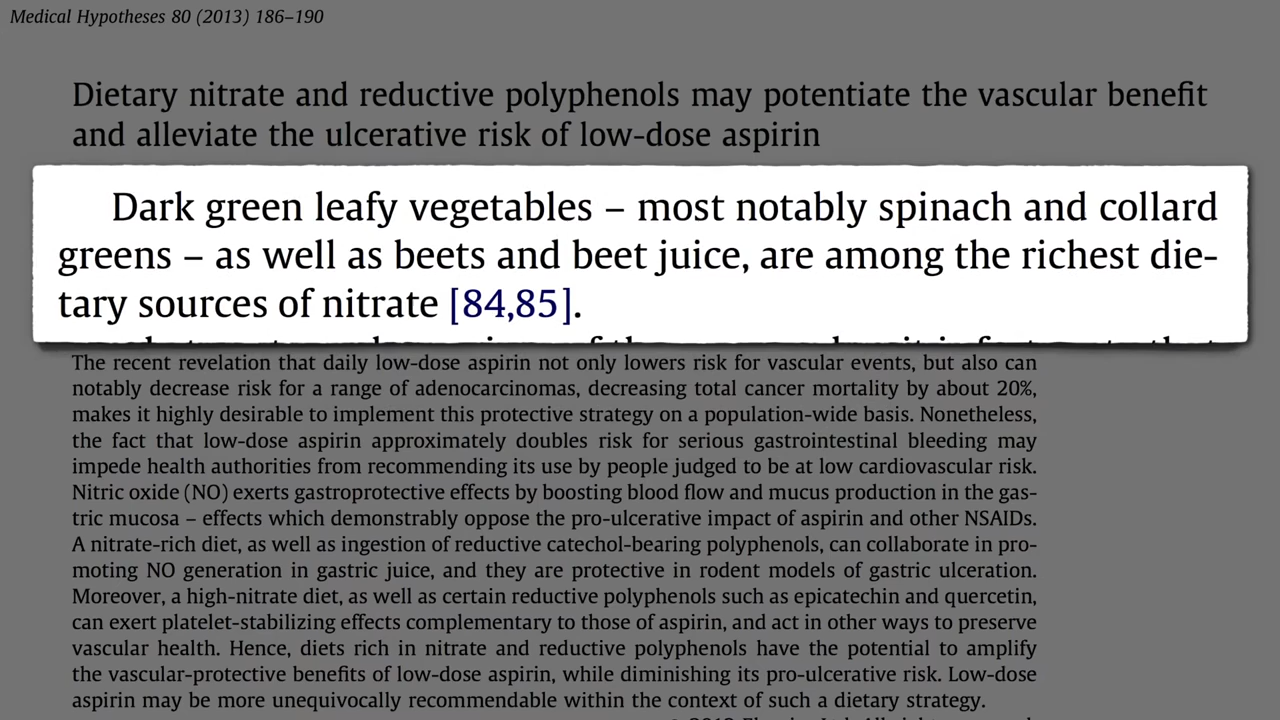 Medical Hypotheses 80 (2013) 186–190
Dietary nitrate and reductive polyphenols may potentiate the vascular benefit
and alleviate the ulcerative risk of low-dose aspirin
Dark green leafy vegetables – most notably spinach and collard
greens – as well as beets and beet juice, are among the richest die-
tary sources of nitrate [84,85].
The recent revelation that daily low-dose aspirin not only lowers risk for vascular events, but also can
notably decrease risk for a range of adenocarcinomas, decreasing total cancer mortality by about 20%,
makes it highly desirable to implement this protective strategy on a population-wide basis. Nonetheless,
the fact that low-dose aspirin approximately doubles risk for serious gastrointestinal bleeding may
impede health authorities from recommending its use by people judged to be at low cardiovascular risk.
Nitric oxide (NO) exerts gastroprotective effects by boosting blood flow and mucus production in the gas-
tric mucosa – effects which demonstrably oppose the pro-ulcerative impact of aspirin and other NSAIDs.
A nitrate-rich diet, as well as ingestion of reductive catechol-bearing polyphenols, can collaborate in pro-
moting NO generation in gastric juice, and they are protective in rodent models of gastric ulceration.
Moreover, a high-nitrate diet, as well as certain reductive polyphenols such as epicatechin and quercetin,
can exert platelet-stabilizing effects complementary to those of aspirin, and act in other ways to preserve
vascular health. Hence, diets rich in nitrate and reductive polyphenols have the potential to amplify
the vascular-protective benefits of low-dose aspirin, while diminishing its pro-ulcerative risk. Low-dose
aspirin may be more unequivocally recommendable within the context of such a dietary strategy.